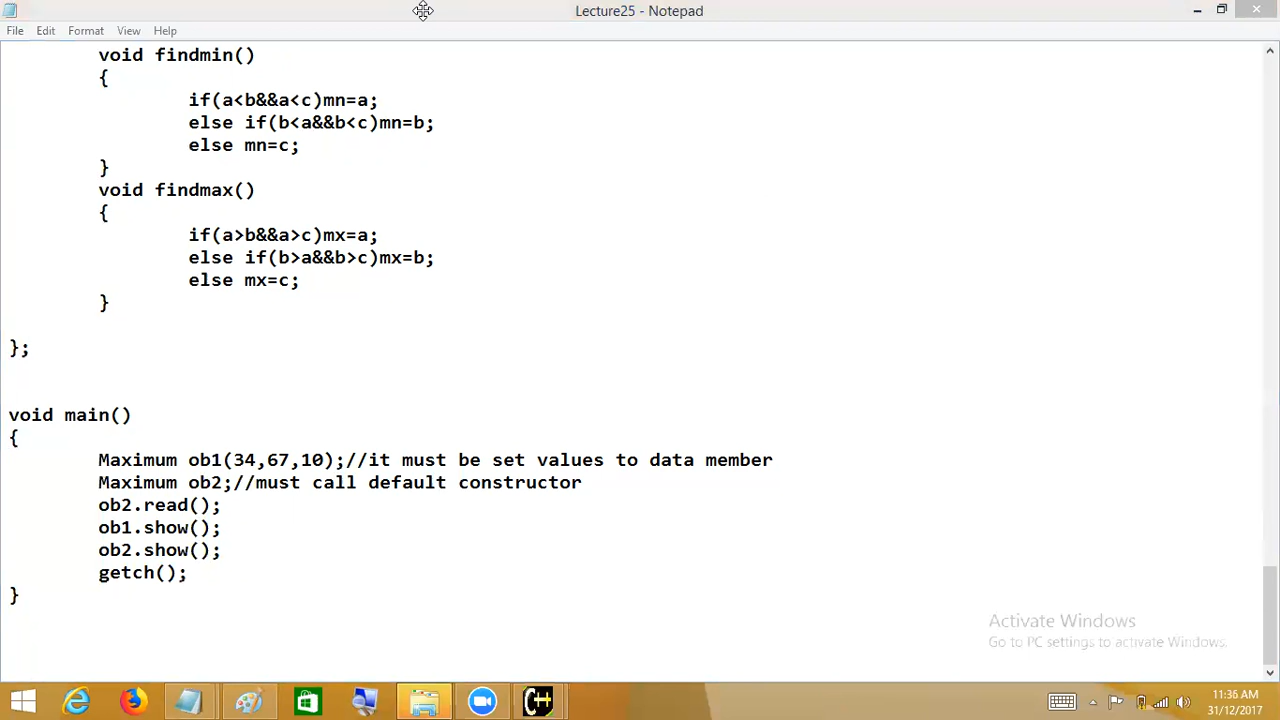 Lecture25 - Notepad
File Edit Format View Help
void findmin()
{
if(a<b&&a<c)mn=a;
else if(b<a&&b<c)mn=b;
else mn=c;
}
void findmax()
{
if(a>b&&a>c)mx=a;
else if(b>a&&b>c)mx=b;
else mx=c;
}
};
void main()
{
Maximum ob1(34,67,10);//it must be set values to data member
Maximum ob2;//must call default constructor
ob2.read();
ob1.show();
ob2.show();
getch();
}
Activate Windows
Go to PC settings to activate Windows.
C++
11:36 AM
31/12/2017